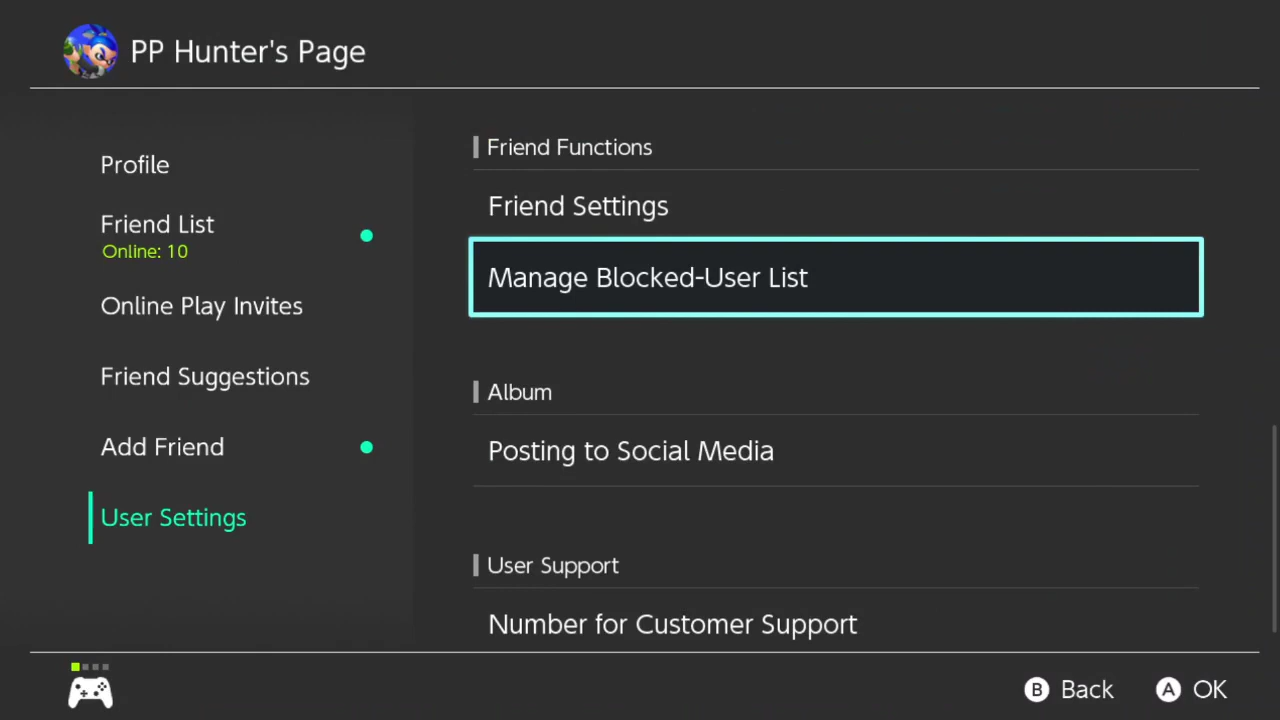 PP Hunter's Page
Profile
Friend List
Online: 10
Online Play Invites
Friend Suggestions
Add Friend
User Settings
Friend Functions
Friend Settings
Manage Blocked-User List
Album
Posting to Social Media
User Support
Number for Customer Support
B Back
A OK